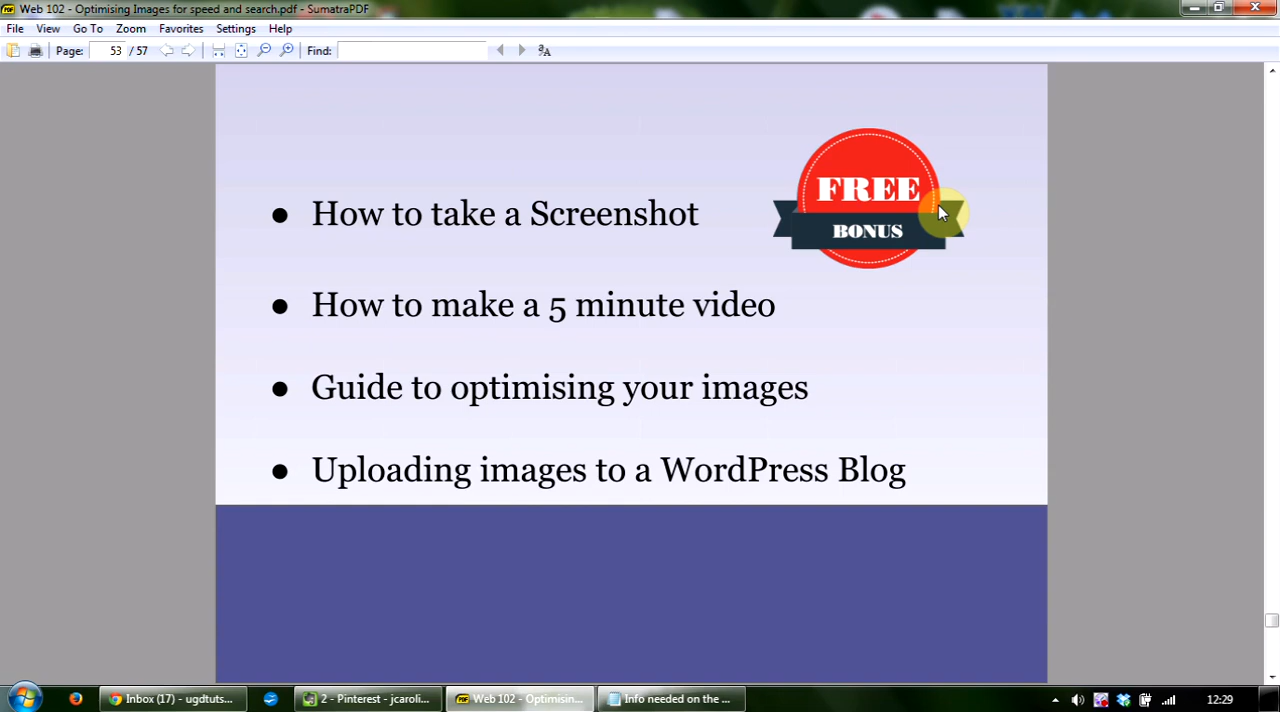 Web 102 - Optimising Images for speed and search.pdf - SumatraPDF
File View Go To Zoom Favorites Settings Help
Page: 53 / 57 Find:
FREE
BONUS
● How to take a Screenshot
● How to make a 5 minute video
● Guide to optimising your images
● Uploading images to a WordPress Blog
Inbox (17) - ugdtuts... 2 - Pinterest - jcaroli... Web 102 - Optimisin... Info needed on the ... 12:29